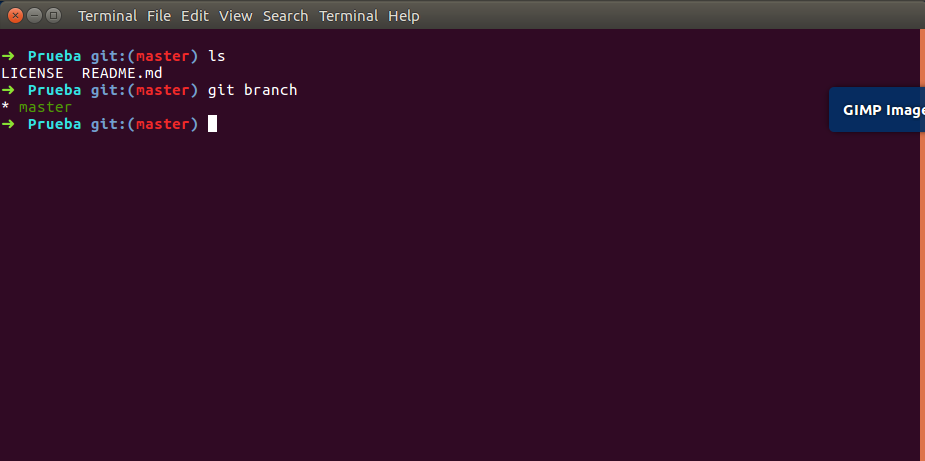 Terminal File Edit View Search Terminal Help
➜ Prueba git:(master) ls
LICENSE README.md
➜ Prueba git:(master) git branch
* master
➜ Prueba git:(master)
GIMP Image